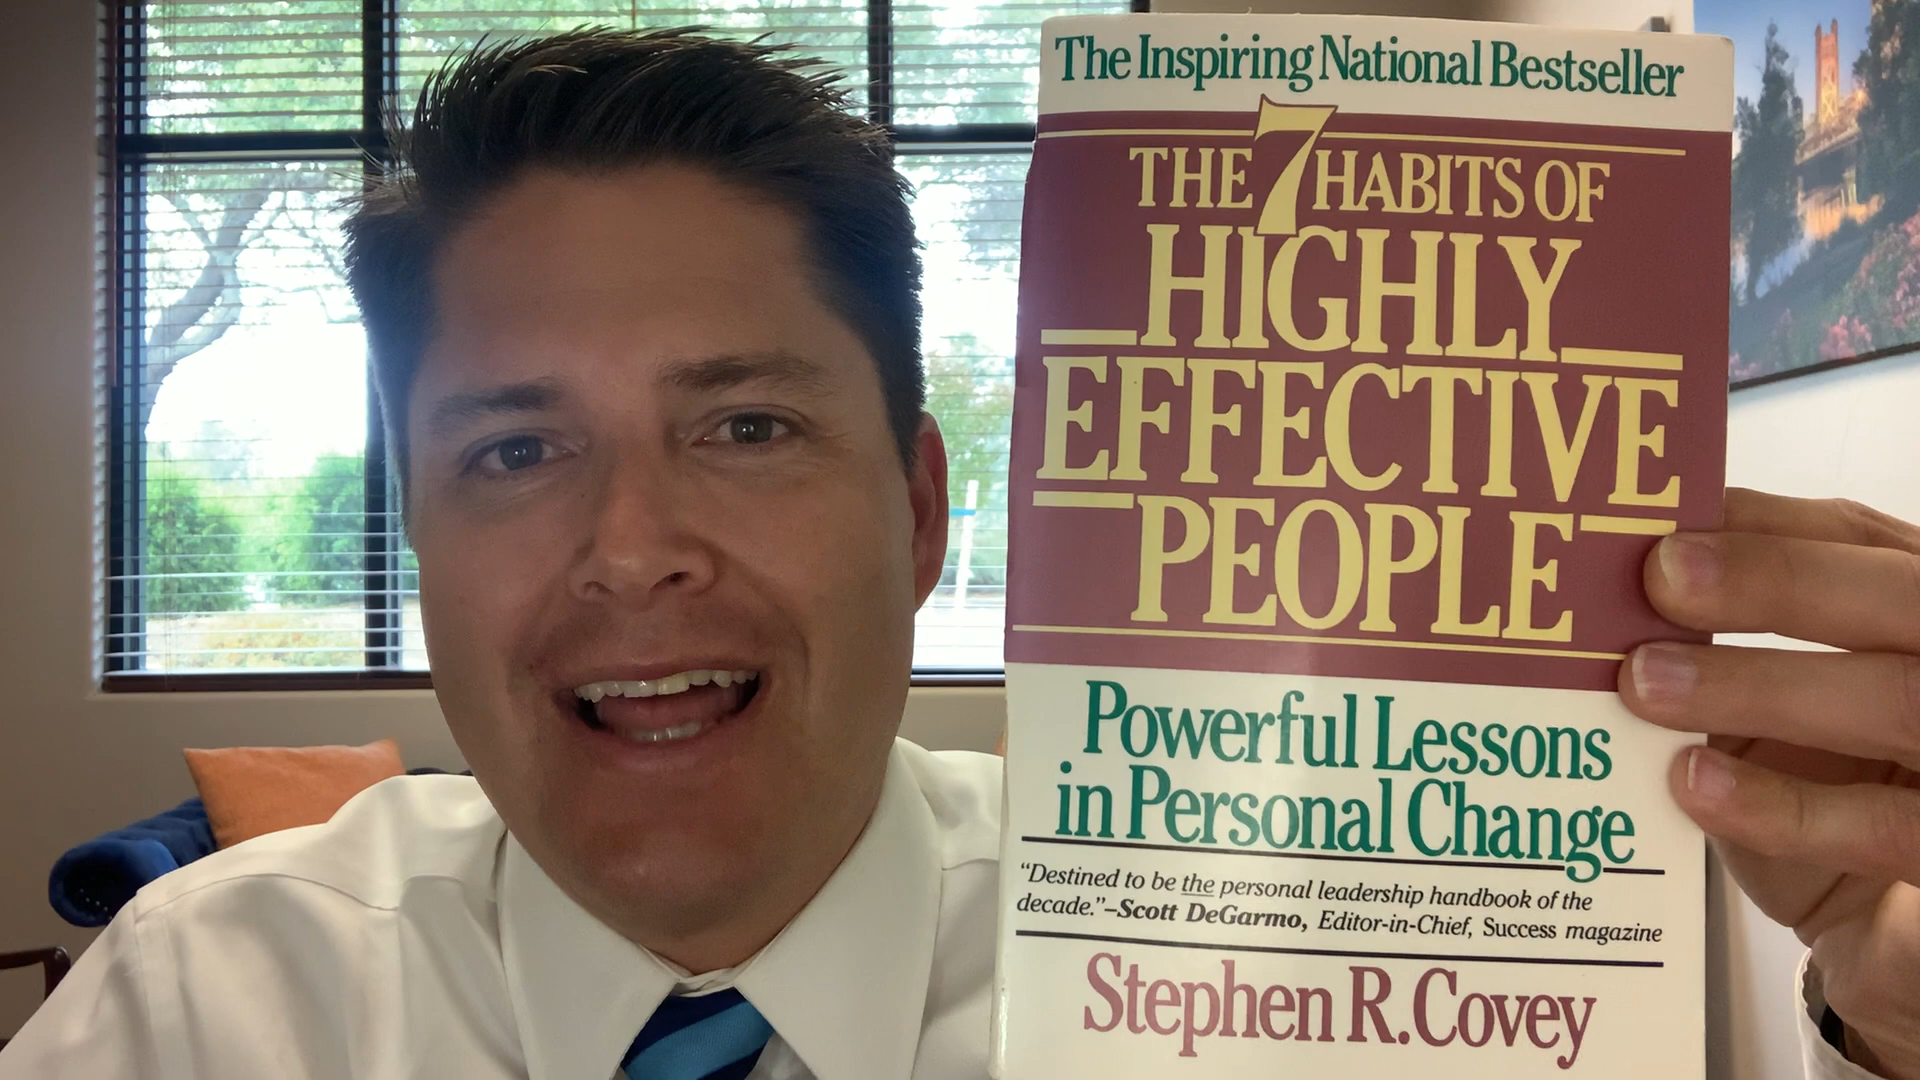 The Inspiring National Bestseller
THE 7 HABITS OF
HIGHLY
EFFECTIVE
PEOPLE
Powerful Lessons
in Personal Change
“Destined to be the personal leadership handbook of the
decade.”–Scott DeGarmo, Editor-in-Chief, Success magazine
Stephen R. Covey